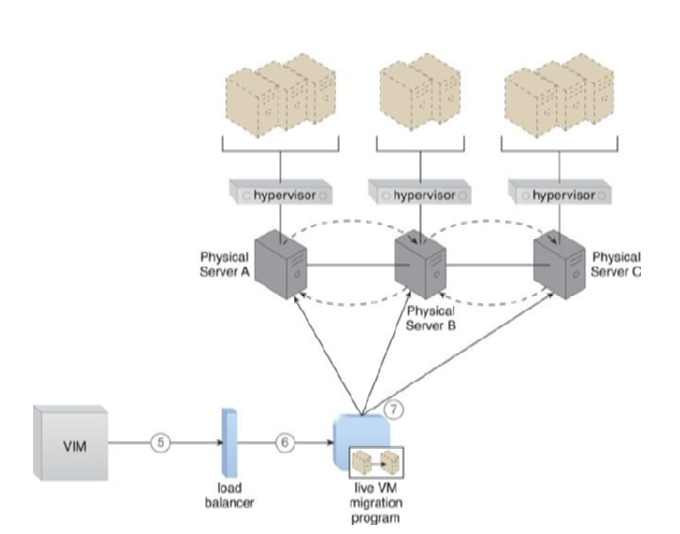 hypervisor
hypervisor
hypervisor
Physical
Server A
Physical
Server C
Physical
Server B
7
VIM
5
6
load
balancer
live VM
migration
program